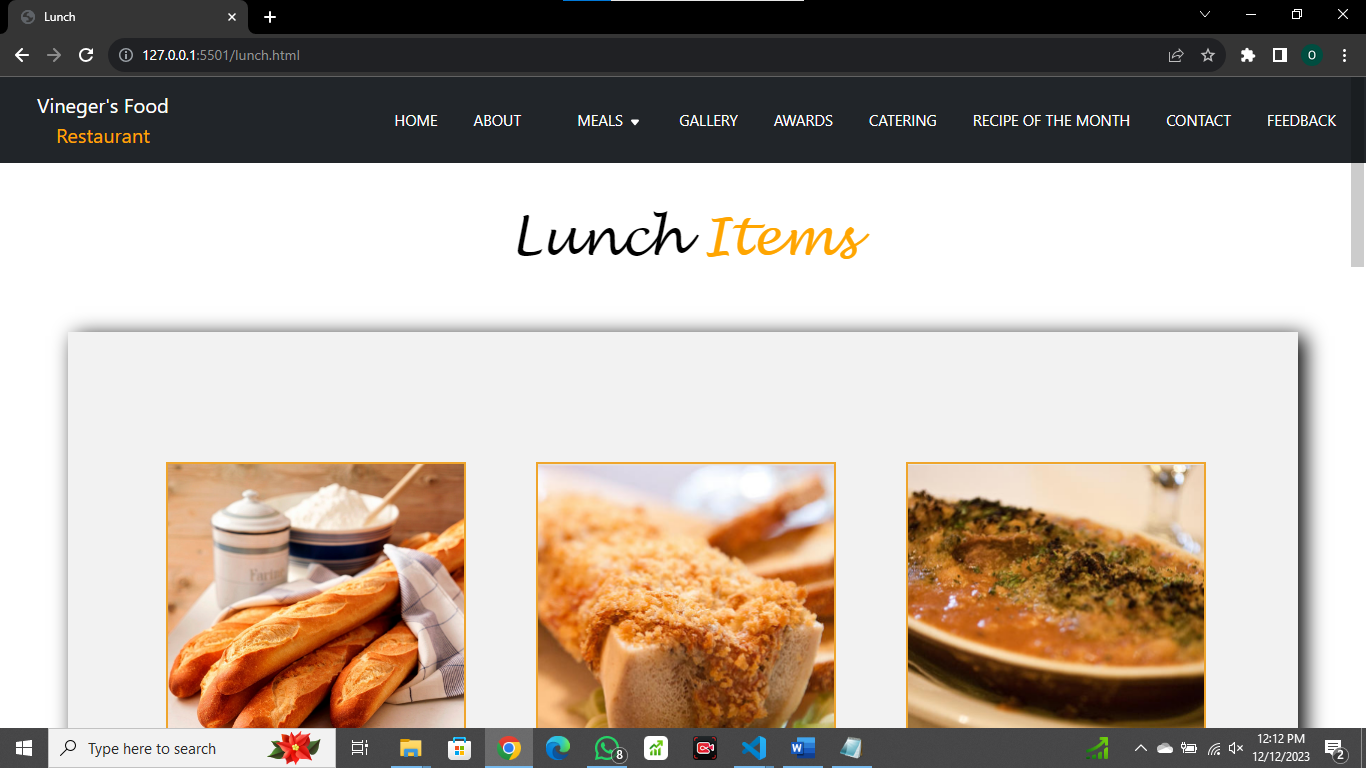 Lunch
127.0.0.1:5501/lunch.html
O
Vineger's Food
Restaurant
HOME ABOUT MEALS GALLERY AWARDS CATERING RECIPE OF THE MONTH CONTACT FEEDBACK
Lunch Items
Farine
Type here to search
8
12:12 PM
12/12/2023
2